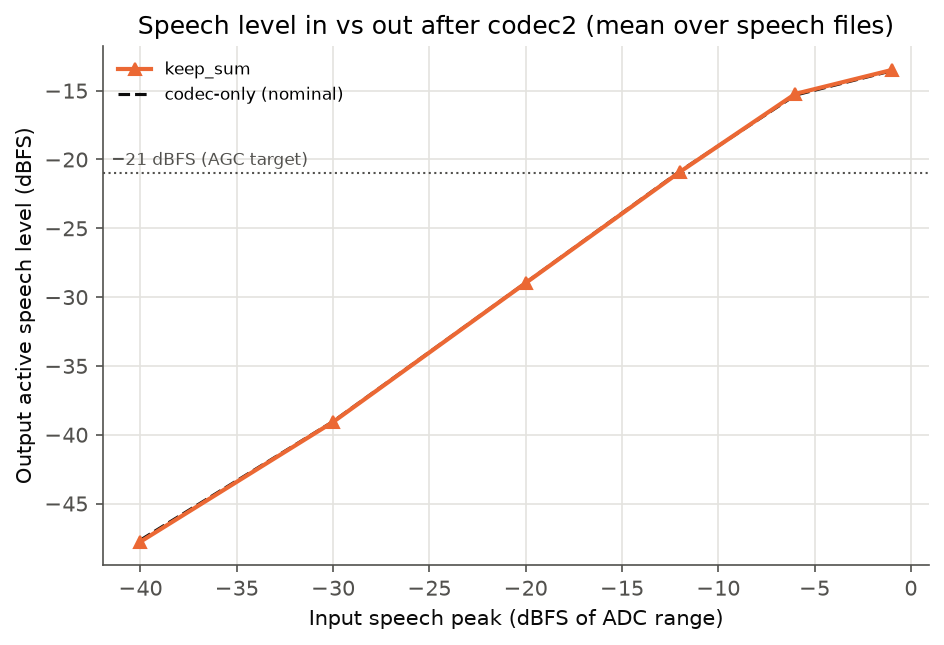 Speech level in vs out after codec2 (mean over speech files)
keep_sum
codec-only (nominal)
−21 dBFS (AGC target)
Output active speech level (dBFS)
−15
−20
−25
−30
−35
−40
−45
−40 −35 −30 −25 −20 −15 −10 −5 0
Input speech peak (dBFS of ADC range)